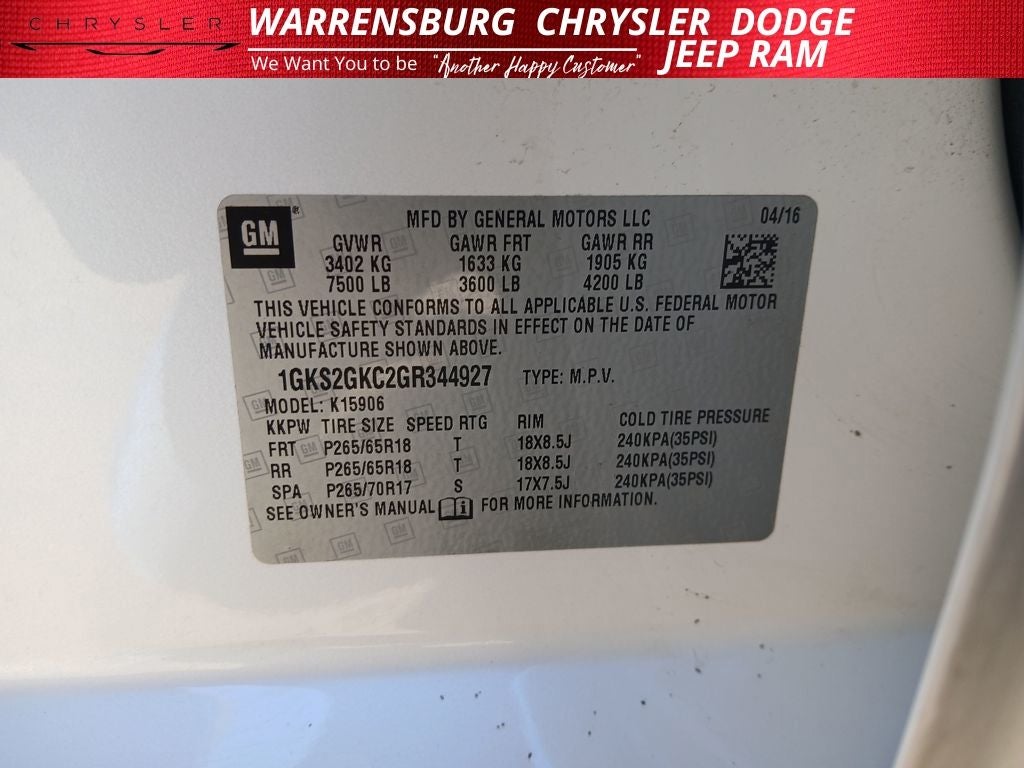 CHRYSLER
WARRENSBURG CHRYSLER DODGE
JEEP RAM
We Want You to be "Another Happy Customer"
GM
®
MFD BY GENERAL MOTORS LLC 04/16
GVWR GAWR FRT GAWR RR
3402 KG 1633 KG 1905 KG
7500 LB 3600 LB 4200 LB
THIS VEHICLE CONFORMS TO ALL APPLICABLE U.S. FEDERAL MOTOR
VEHICLE SAFETY STANDARDS IN EFFECT ON THE DATE OF
MANUFACTURE SHOWN ABOVE.
1GKS2GKC2GR344927 TYPE: M.P.V.
MODEL: K15906
KKPW TIRE SIZE SPEED RTG RIM COLD TIRE PRESSURE
FRT P265/65R18 T 18X8.5J 240KPA(35PSI)
RR P265/65R18 T 18X8.5J 240KPA(35PSI)
SPA P265/70R17 S 17X7.5J 240KPA(35PSI)
SEE OWNER'S MANUAL i FOR MORE INFORMATION.